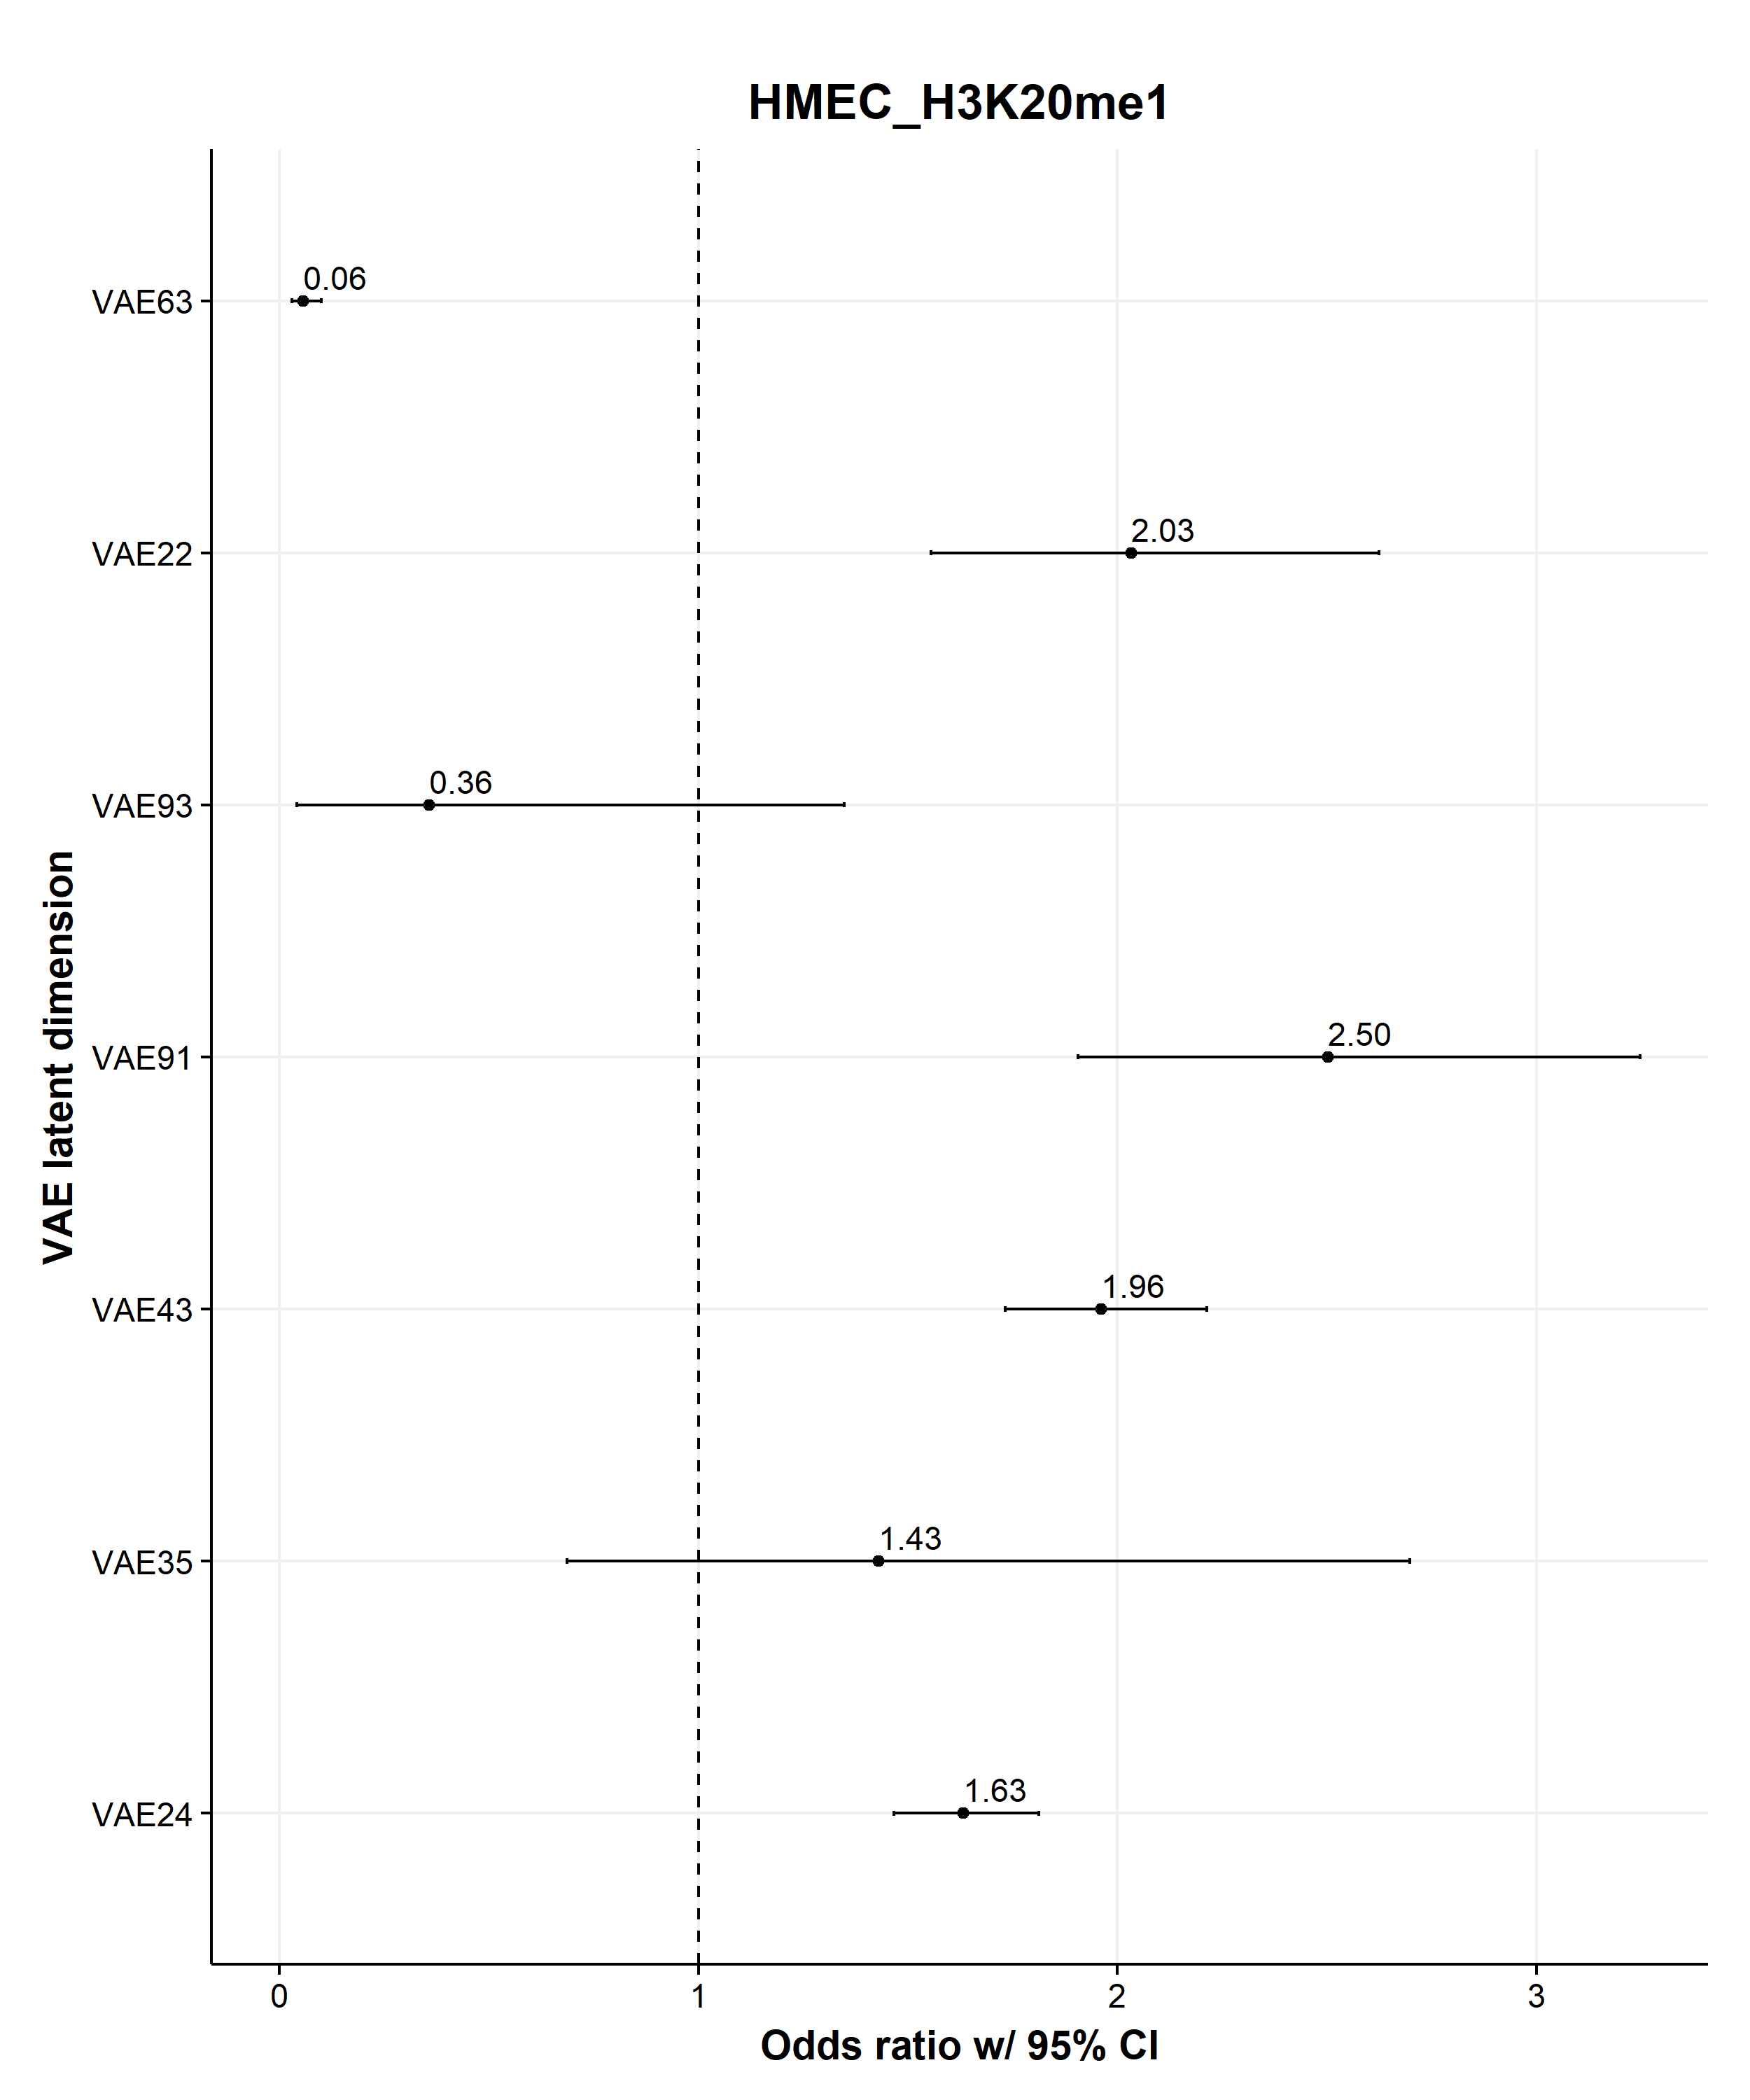 HMEC_H3K20me1
VAE latent dimension
VAE63
0.06
VAE22
2.03
VAE93
0.36
VAE91
2.50
VAE43
1.96
VAE35
1.43
VAE24
1.63
0 1 2 3
Odds ratio w/ 95% CI